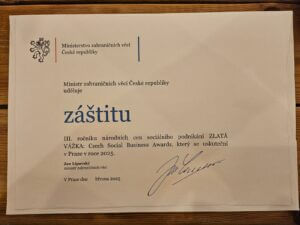 Ministerstvo zahraničních věcí
České republiky
Ministr zahraničních věcí České republiky
uděluje
záštitu
III. ročníku národních cen sociálního podnikání ZLATÁ
VÁŽKA: Czech Social Business Awards, který se uskuteční
v Praze v roce 2025.
Jan Lipavský
ministr zahraničních věcí
V Praze dne března 2025